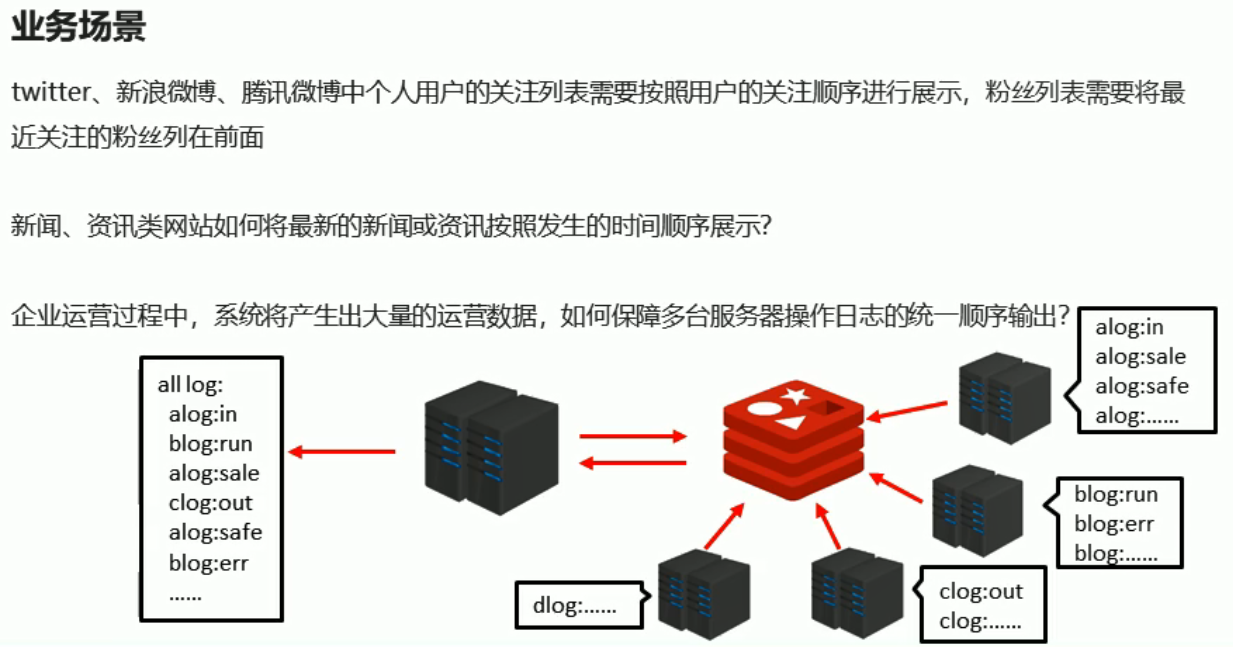 业务场景
twitter、新浪微博、腾讯微博中个人用户的关注列表需要按照用户的关注顺序进行展示，粉丝列表需要将最
近关注的粉丝列在前面
新闻、资讯类网站如何将最新的新闻或资讯按照发生的时间顺序展示?
企业运营过程中，系统将产生出大量的运营数据，如何保障多台服务器操作日志的统一顺序输出?
all log:
alog:in
blog:run
alog:sale
clog:out
alog:safe
blog:err
......
alog:in
alog:sale
alog:safe
alog:......
blog:run
blog:err
blog:......
dlog:......
clog:out
clog:......